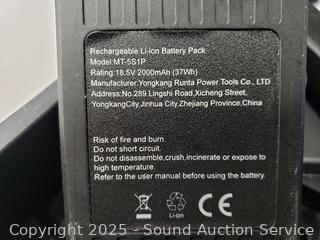 Rechargeable Li-ion Battery Pack
Model MT-5S1P
Rating:18.5V 2000mAh (37Wh)
Manufacturer:Yongkang Runta Power Tools Co., LTD
Address:No.289 Lingshi Road,Xicheng Street,
YongkangCity,Jinhua City,Zhejiang Province,China
Risk of fire and burn.
Do not short circuit.
Do not disassemble,crush,incinerate or expose to
high temperature.
Refer to the user manual before using the battery.
Li-ion
CE
Copyright 2025 - Sound Auction Service